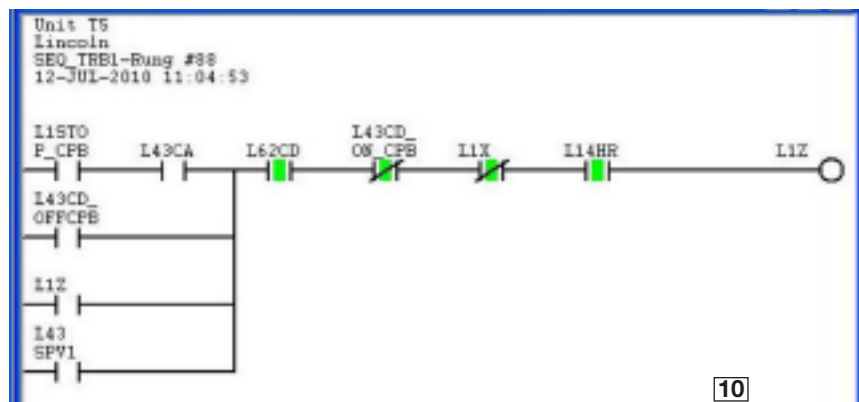 Unit T5
Lincoln
SEQ_TRB1-Rung #88
12-JUL-2010 11:04:53
L1STO
P_CPB
L43CA
L62CD
L43CD_
ON_CPB
L1X
L14HR
L1Z
L43CD_
OFFCPB
L1Z
L43
SPV1
10